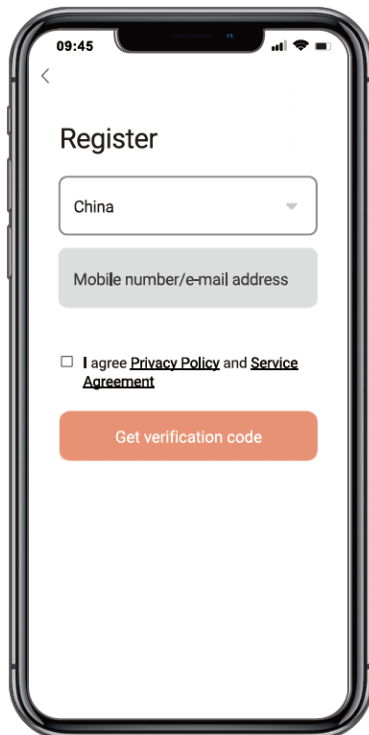 09:45
Register
China
Mobile number/e-mail address
I agree Privacy Policy and Service
Agreement
Get verification code